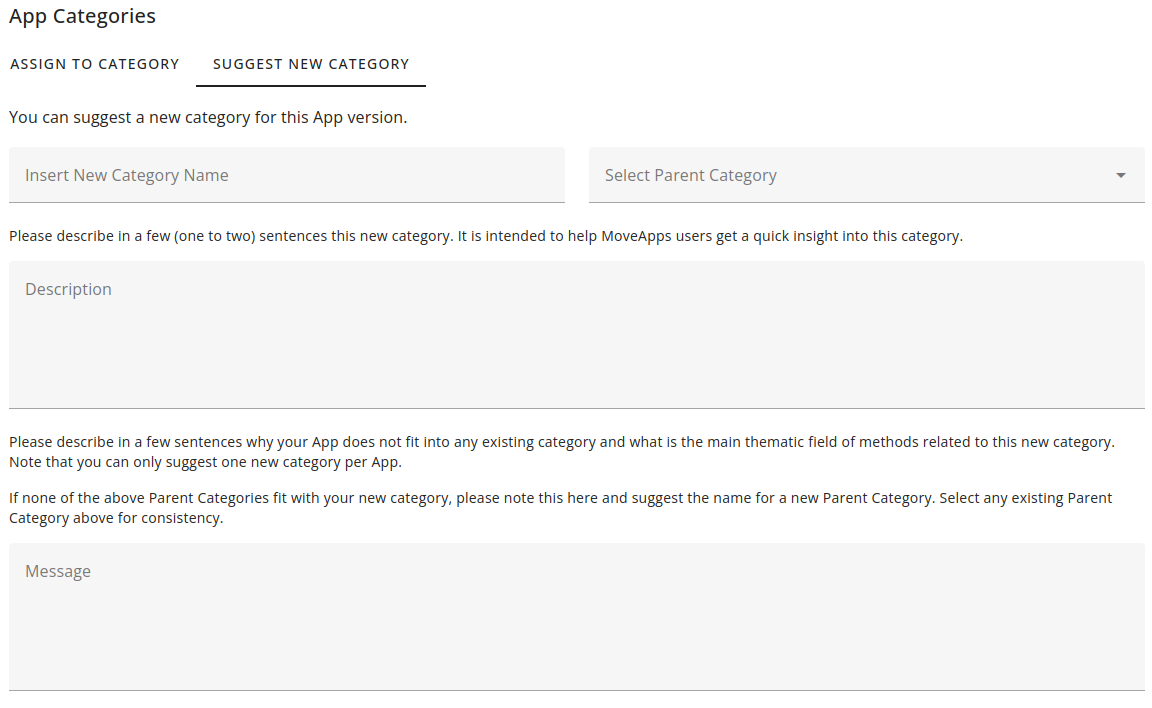 App Categories
ASSIGN TO CATEGORY
SUGGEST NEW CATEGORY
You can suggest a new category for this App version.
Insert New Category Name
Select Parent Category
Please describe in a few (one to two) sentences this new category. It is intended to help MoveApps users get a quick insight into this category.
Description
Please describe in a few sentences why your App does not fit into any existing category and what is the main thematic field of methods related to this new category.
Note that you can only suggest one new category per App.
If none of the above Parent Categories fit with your new category, please note this here and suggest the name for a new Parent Category. Select any existing Parent
Category above for consistency.
Message